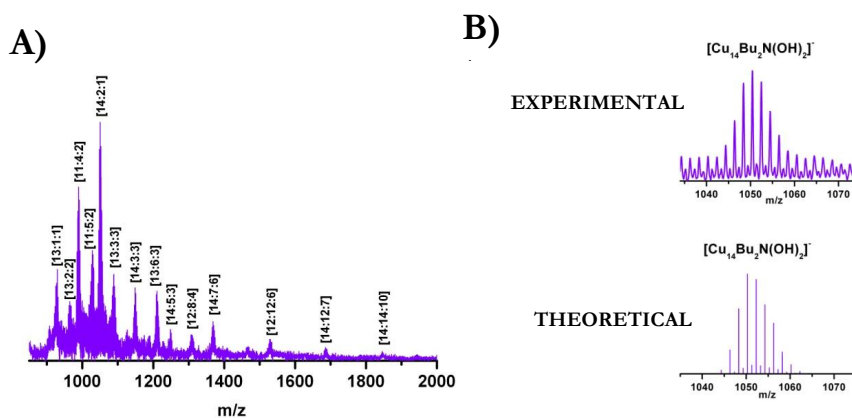 A)
[13:1:1]
[13:2:2]
[11:4:2]
[11:5:2]
[14:2:1]
[13:3:3]
[14:3:3]
[13:6:3]
[14:5:3]
[12:8:4]
[14:7:6]
[12:12:6]
[14:12:7]
[14:14:10]
1000 1200 1400 1600 1800 2000
m/z
B)
[Cu₁₄Bu₂N(OH)₂]⁻
EXPERIMENTAL
1040 1050 1060 1070
m/z
[Cu₁₄Bu₂N(OH)₂]⁻
THEORETICAL
1040 1050 1060 1070
m/z